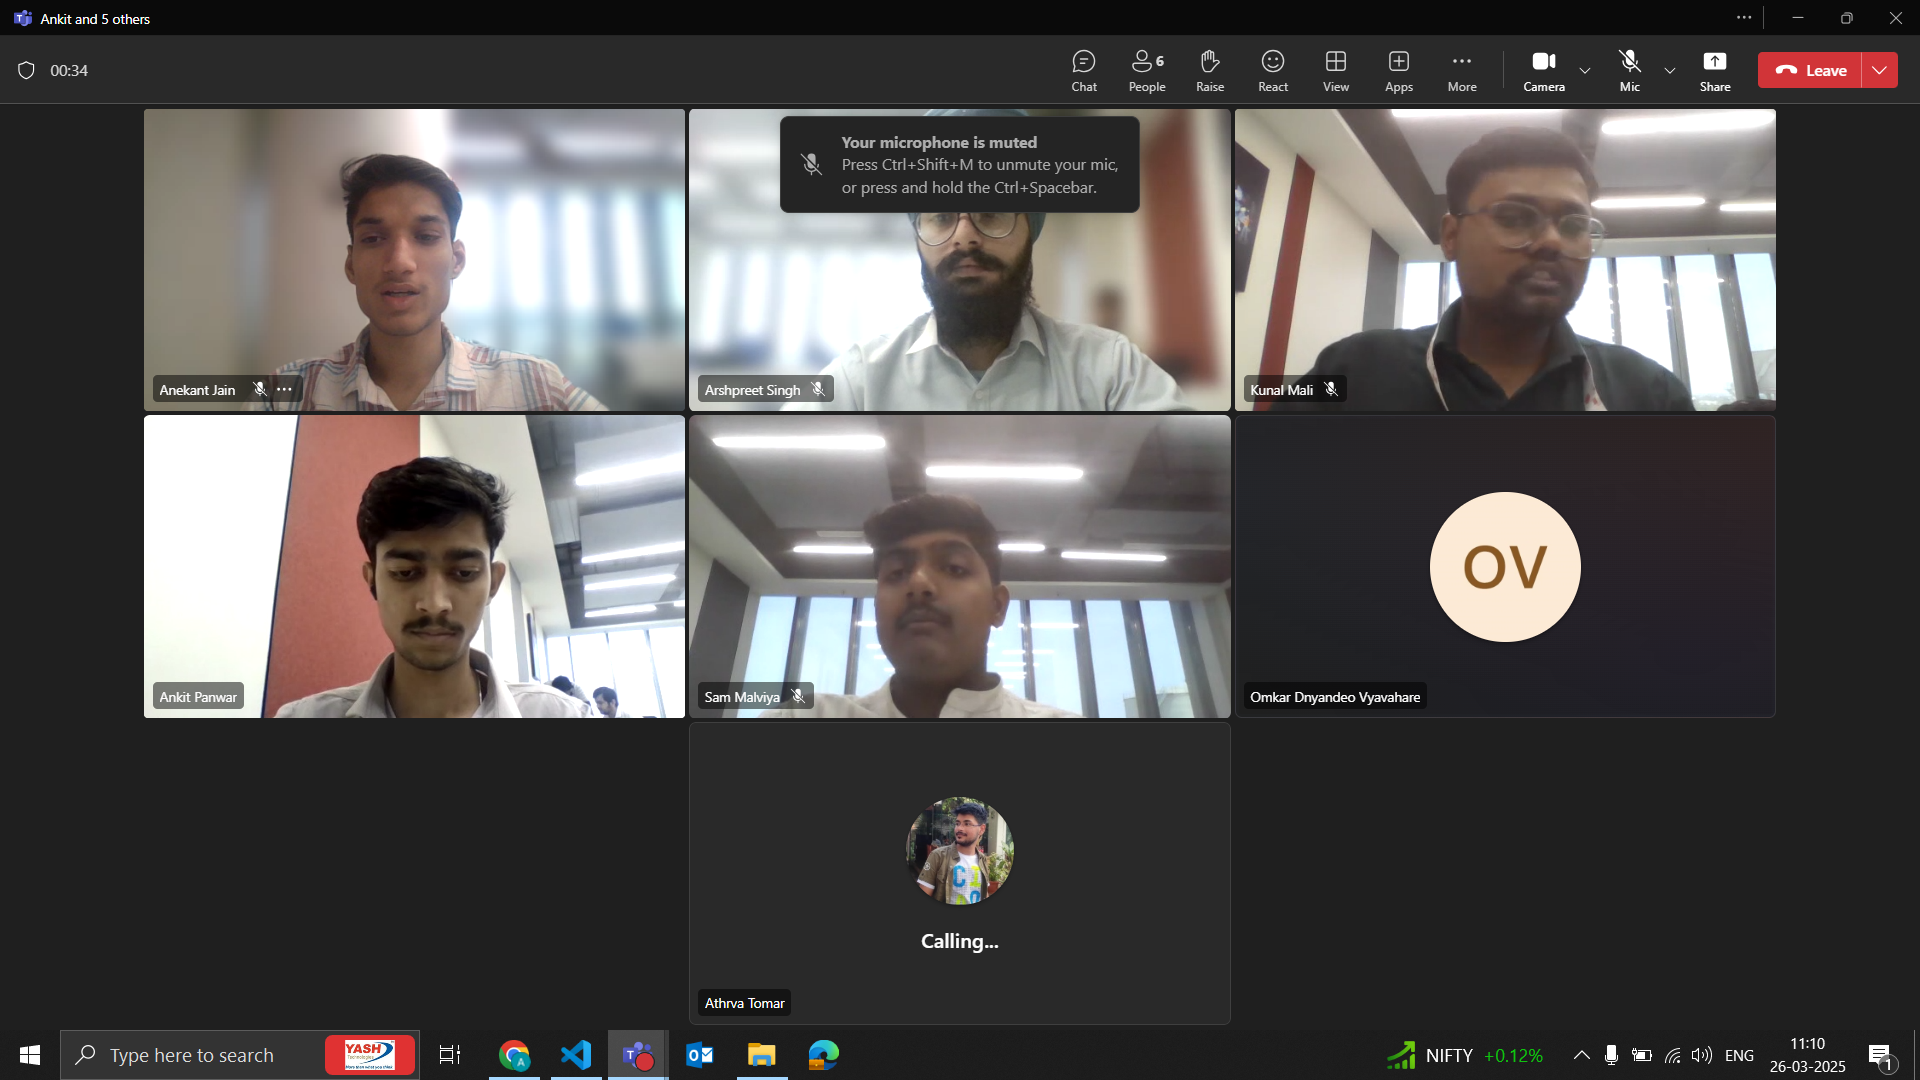 Ankit and 5 others
00:34
Chat
People
6
Raise
React
View
Apps
More
Camera
Mic
Share
Leave
Your microphone is muted
Press Ctrl+Shift+M to unmute your mic,
or press and hold the Ctrl+Spacebar.
Anekant Jain
Arshpreet Singh
Kunal Mali
Ankit Panwar
Sam Malviya
OV
Omkar Dnyandeo Vyavahare
Calling...
Athrva Tomar
Type here to search
YASH
Technologies
NIFTY +0.12%
ENG
11:10
26-03-2025
1